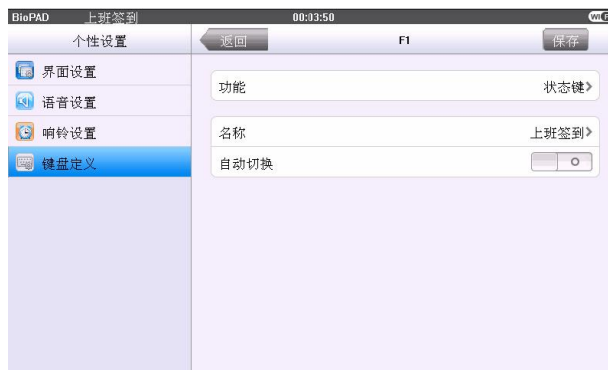 BioPAD 上班签到 00:03:50
个性设置 返回 F1 保存
界面设置
语音设置
响铃设置
键盘定义
功能 状态键
名称 上班签到
自动切换